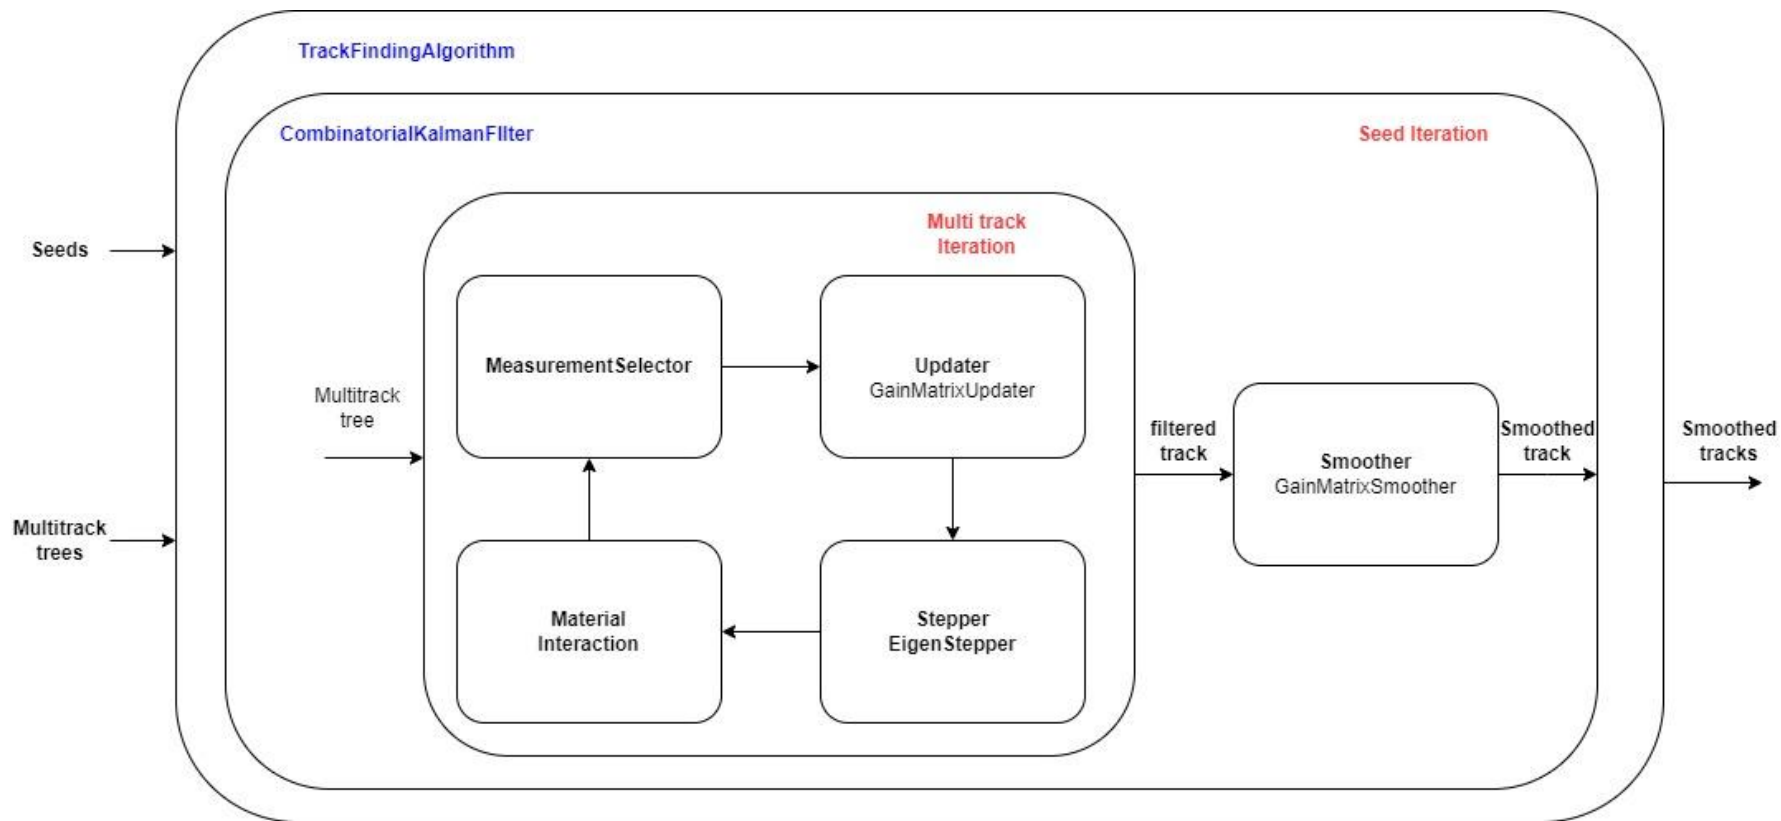 TrackFindingAlgorithm
CombinatorialKalmanFIlter
Seed Iteration
Multi track
Iteration
Seeds
MeasurementSelector
Updater
GainMatrixUpdater
Multitrack
tree
filtered
track
Smoother
GainMatrixSmoother
Smoothed
track
Smoothed
tracks
Multitrack
trees
Material
Interaction
Stepper
EigenStepper